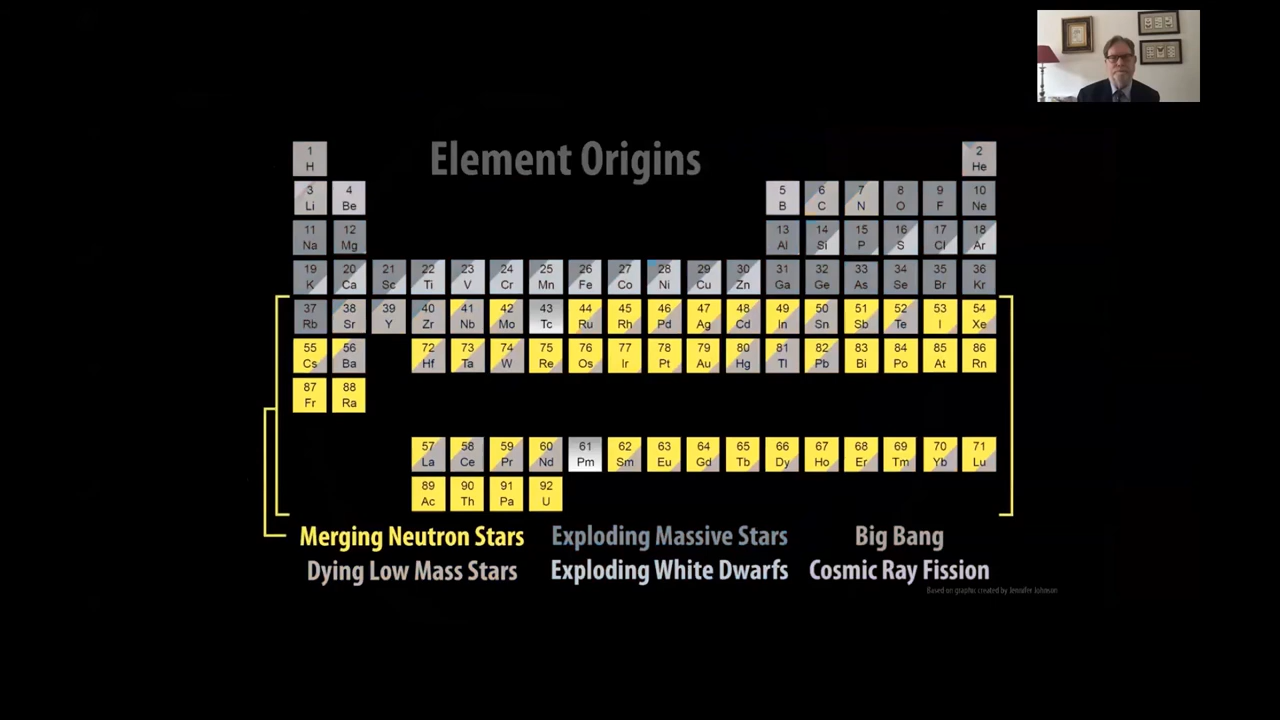 Element Origins
1 2
H He
3 4 5 6 7 8 9 10
Li Be B C N O F Ne
11 12 13 14 15 16 17 18
Na Mg Al Si P S Cl Ar
19 20 21 22 23 24 25 26 27 28 29 30 31 32 33 34 35 36
K Ca Sc Ti V Cr Mn Fe Co Ni Cu Zn Ga Ge As Se Br Kr
37 38 39 40 41 42 43 44 45 46 47 48 49 50 51 52 53 54
Rb Sr Y Zr Nb Mo Tc Ru Rh Pd Ag Cd In Sn Sb Te I Xe
55 56 72 73 74 75 76 77 78 79 80 81 82 83 84 85 86
Cs Ba Hf Ta W Re Os Ir Pt Au Hg Tl Pb Bi Po At Rn
87 88
Fr Ra
57 58 59 60 61 62 63 64 65 66 67 68 69 70 71
La Ce Pr Nd Pm Sm Eu Gd Tb Dy Ho Er Tm Yb Lu
89 90 91 92
Ac Th Pa U
Merging Neutron Stars Exploding Massive Stars Big Bang
Dying Low Mass Stars Exploding White Dwarfs Cosmic Ray Fission
Based on graphic created by Jennifer Johnson